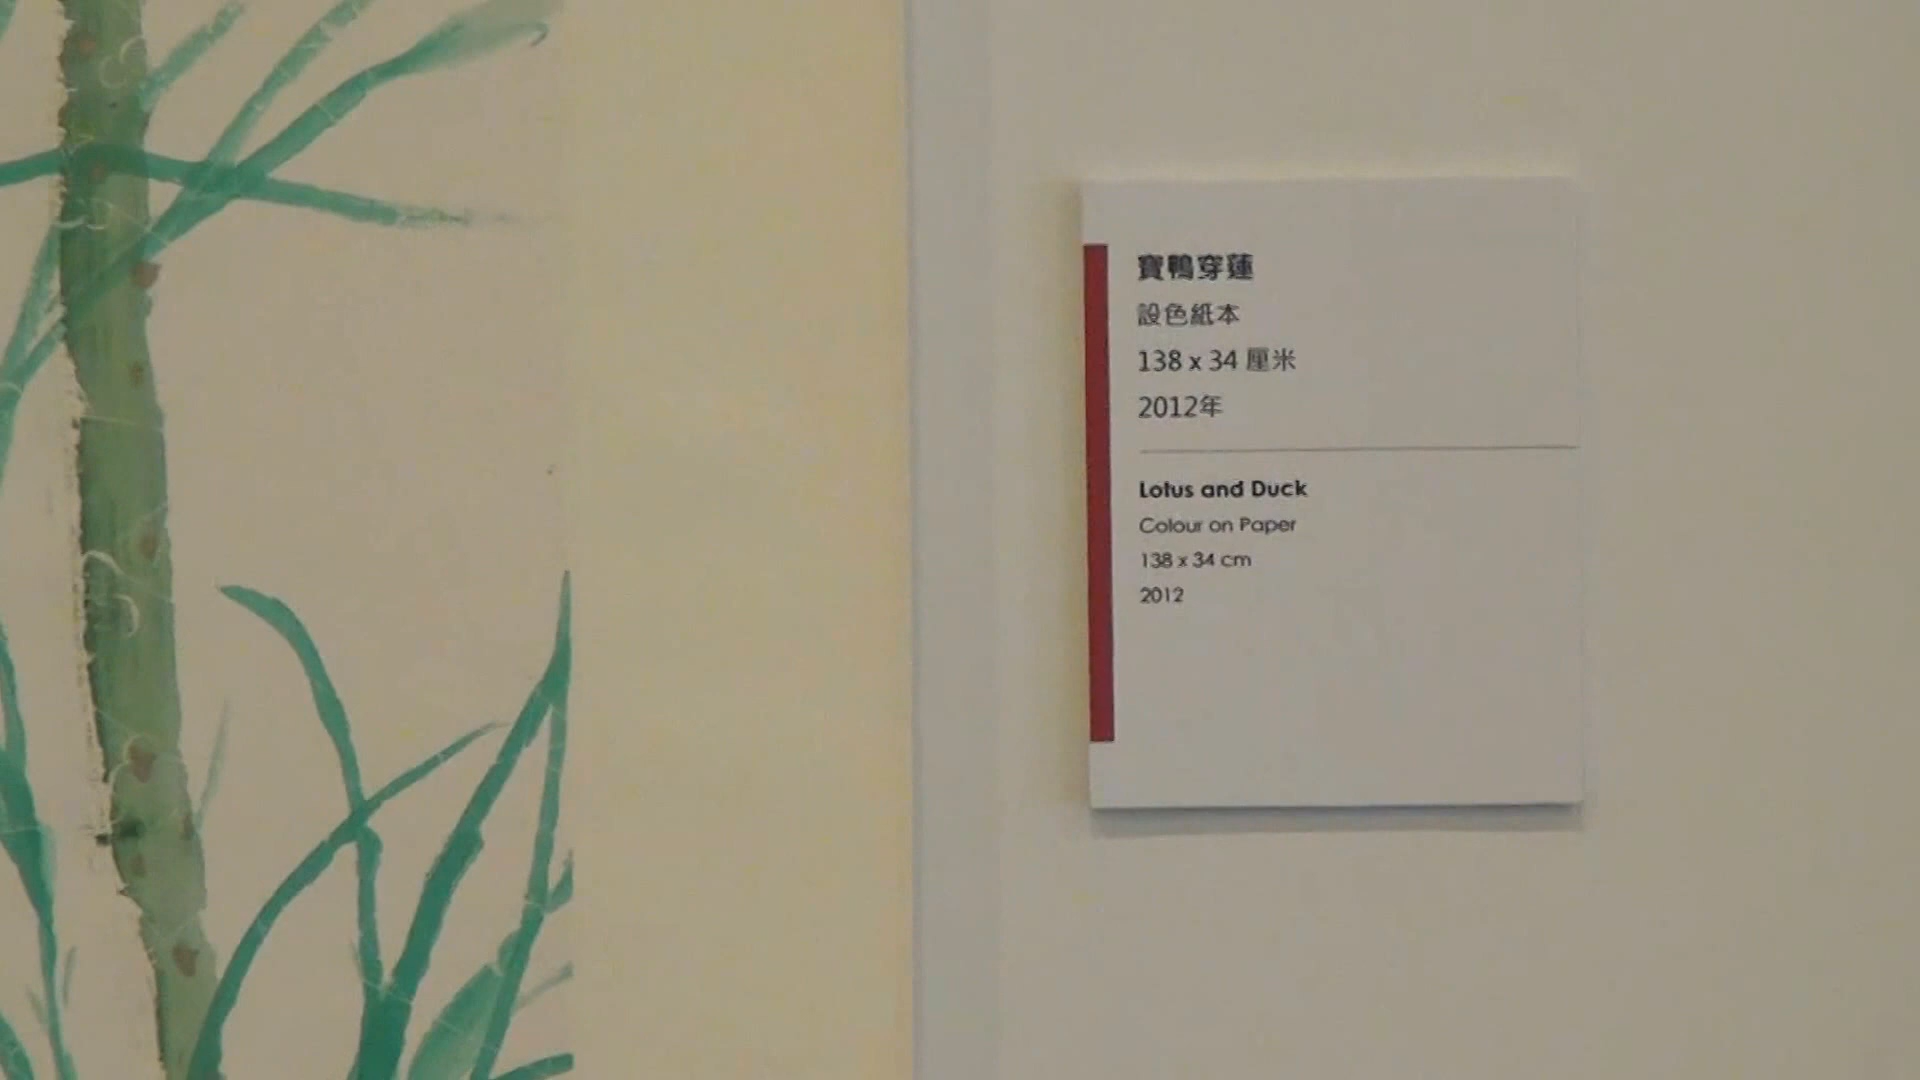 寶鴨穿蓮
設色紙本
138 x 34 厘米
2012年
Lotus and Duck
Colour on Paper
138 x 34 cm
2012